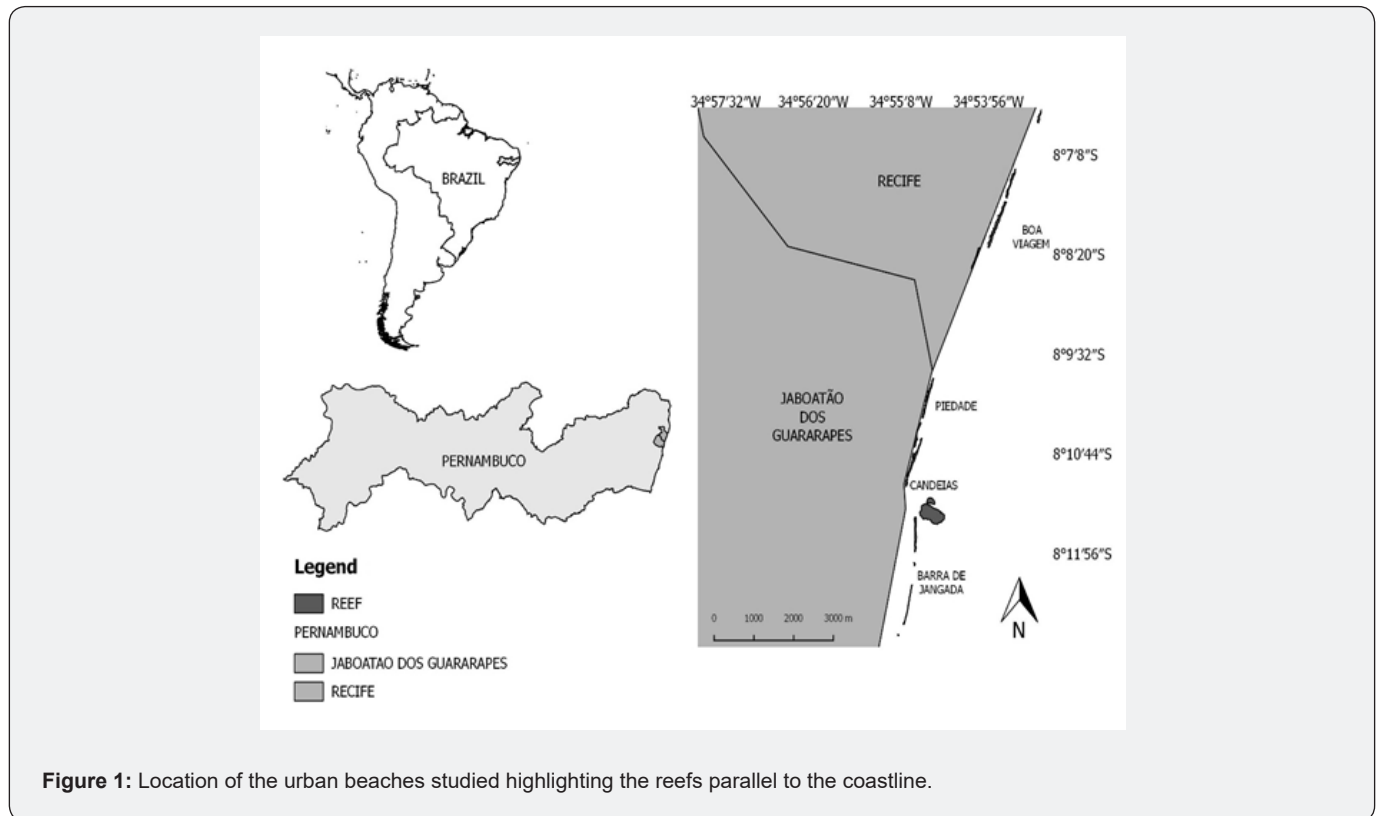 BRAZIL
PERNAMBUCO
Legend
REEF
PERNAMBUCO
JABOATAO DOS GUARARAPES
RECIFE
34°57'32"W 34°56'20"W 34°55'8"W 34°53'56"W
8°7'8"S
RECIFE
BOA
VIAGEM
8°8'20"S
8°9'32"S
JABOATÃO
DOS
GUARARAPES
PIEDADE
8°10'44"S
CANDEIAS
8°11'56"S
BARRA DE
JANGADA
0 1000 2000 3000 m
N
Figure 1: Location of the urban beaches studied highlighting the reefs parallel to the coastline.